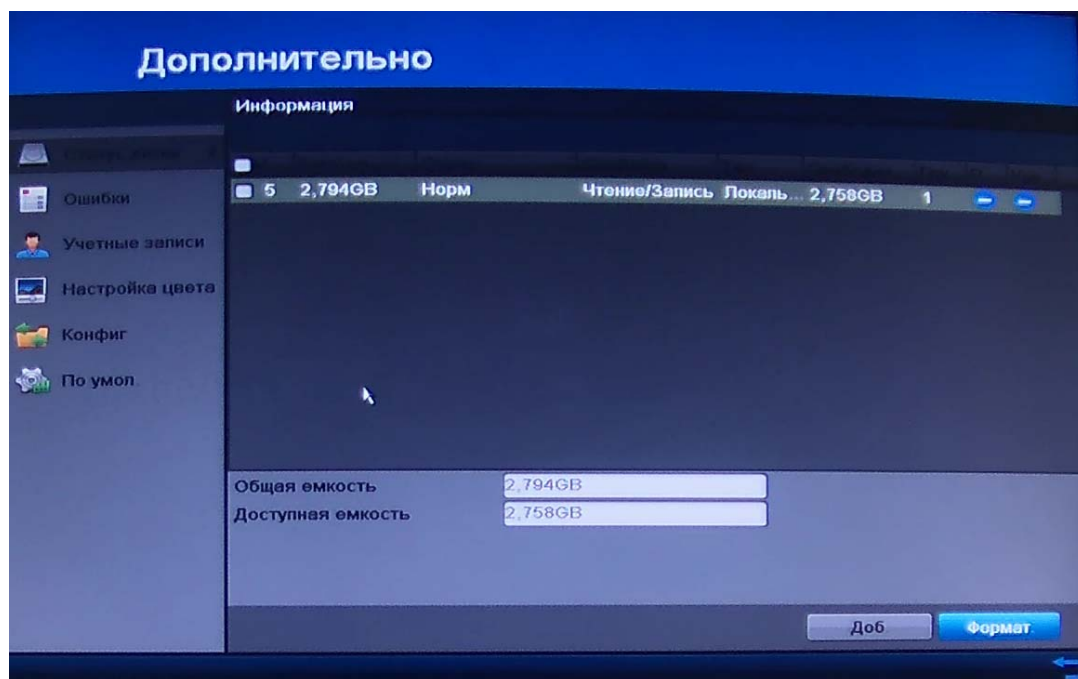 Дополнительно
Информация
5 2,794GB Норм Чтение/Запись Локаль... 2,758GB 1
Ошибки
Учетные записи
Настройка цвета
Конфиг
По умол.
Общая емкость 2,794GB
Доступная емкость 2,758GB
Доб Формат.